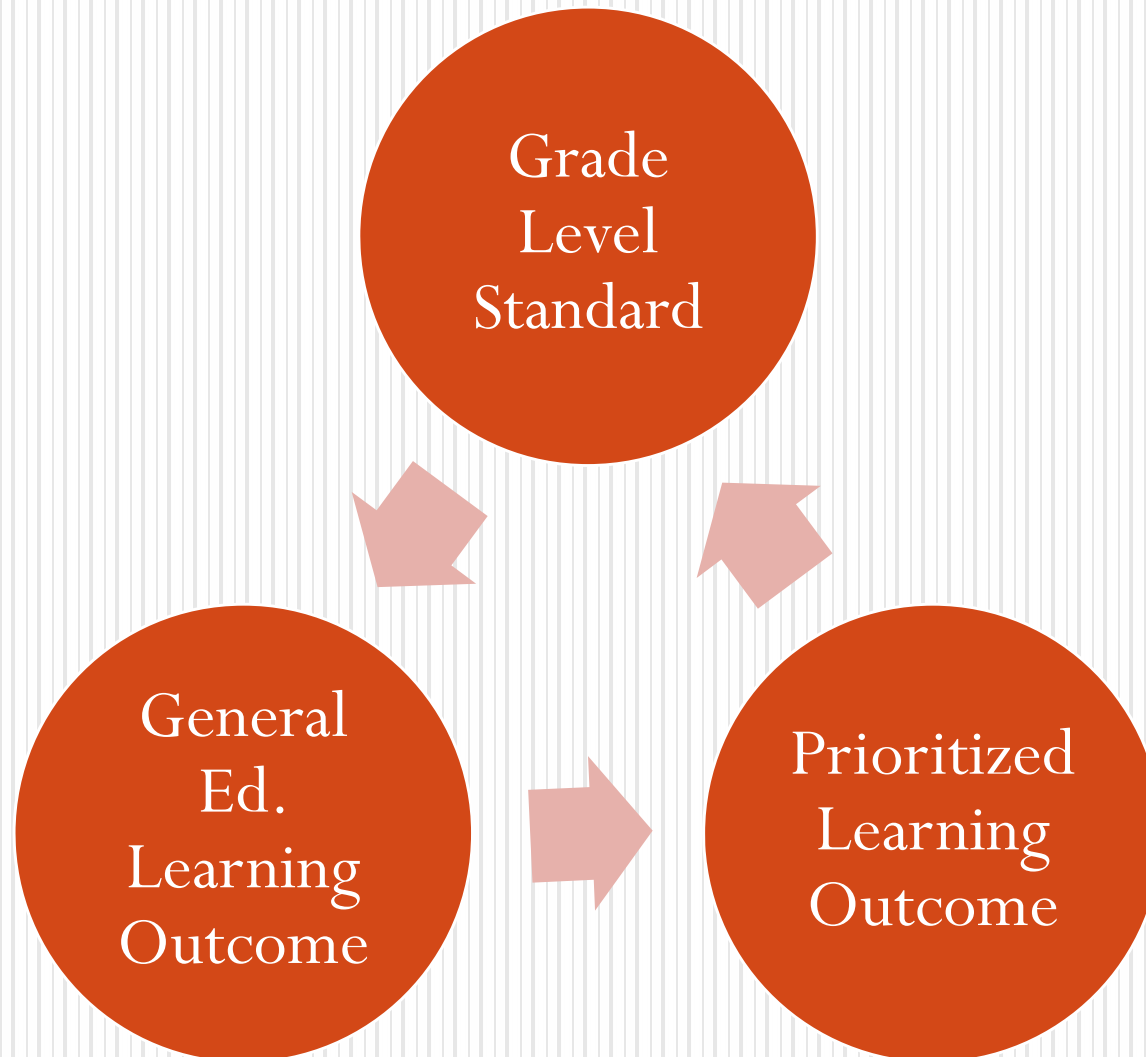 Grade
Level
Standard
General
Ed.
Learning
Outcome
Prioritized
Learning
Outcome